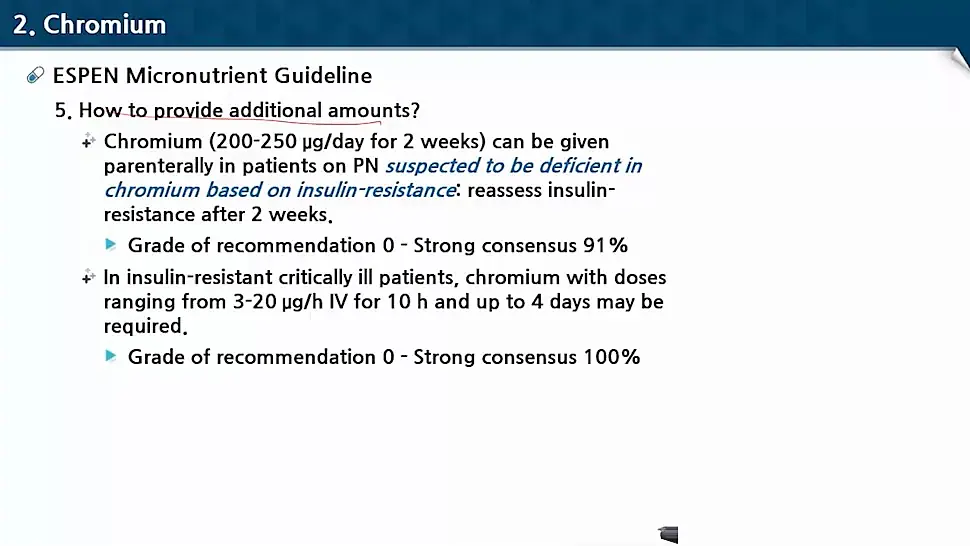 2. Chromium
ESPEN Micronutrient Guideline
5. How to provide additional amounts?
Chromium (200-250 µg/day for 2 weeks) can be given
parenterally in patients on PN suspected to be deficient in
chromium based on insulin-resistance: reassess insulin-
resistance after 2 weeks.
Grade of recommendation 0 - Strong consensus 91%
In insulin-resistant critically ill patients, chromium with doses
ranging from 3-20 µg/h IV for 10 h and up to 4 days may be
required.
Grade of recommendation 0 - Strong consensus 100%